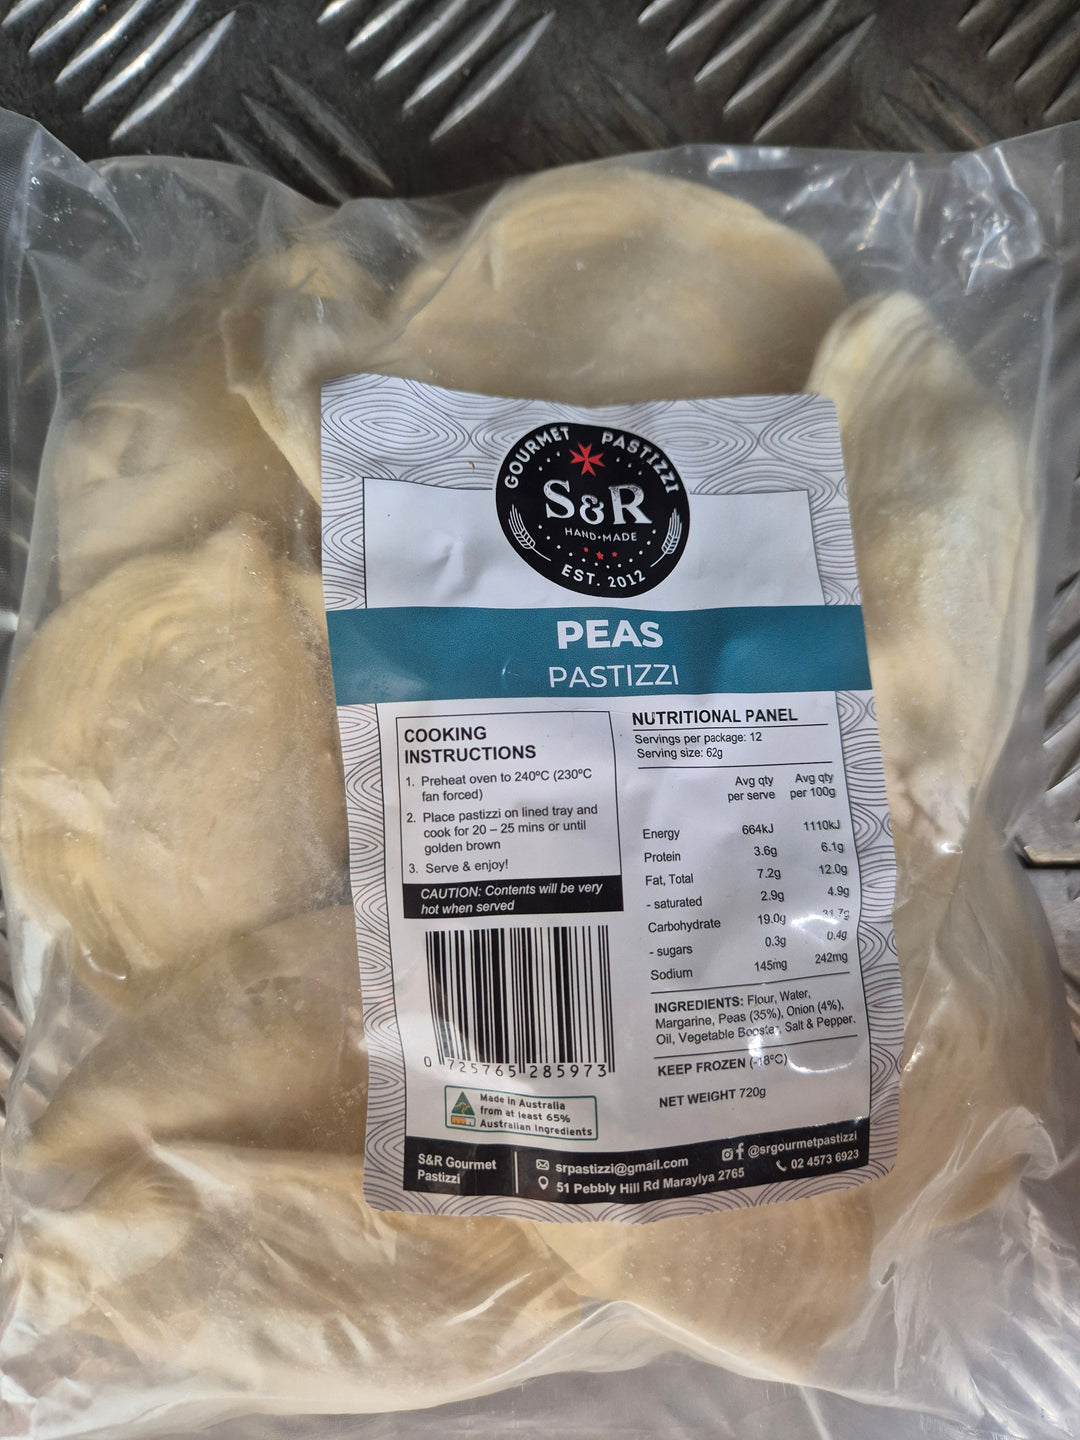 GOURMET PASTIZZI
S&R
HAND-MADE
EST. 2012
PEAS
PASTIZZI
COOKING
INSTRUCTIONS
1. Preheat oven to 240ºC (230ºC
fan forced)
2. Place pastizzi on lined tray and
cook for 20 – 25 mins or until
golden brown
3. Serve & enjoy!
CAUTION: Contents will be very
hot when served
0 725765 285973
Made in Australia
from at least 65%
Australian Ingredients
NUTRITIONAL PANEL
Servings per package: 12
Serving size: 62g
Avg qty Avg qty
per serve per 100g
Energy 664kJ 1110kJ
Protein 3.6g 6.1g
Fat, Total 7.2g 12.0g
- saturated 2.9g 4.9g
Carbohydrate 19.0g 31.7g
- sugars 0.3g 0.4g
Sodium 145mg 242mg
INGREDIENTS: Flour, Water,
Margarine, Peas (35%), Onion (4%),
Oil, Vegetable Booster, Salt & Pepper.
KEEP FROZEN (-18ºC)
NET WEIGHT 720g
S&R Gourmet
Pastizzi
srpastizzi@gmail.com @srgourmetpastizzi
51 Pebbly Hill Rd Maraylya 2765 02 4573 6923